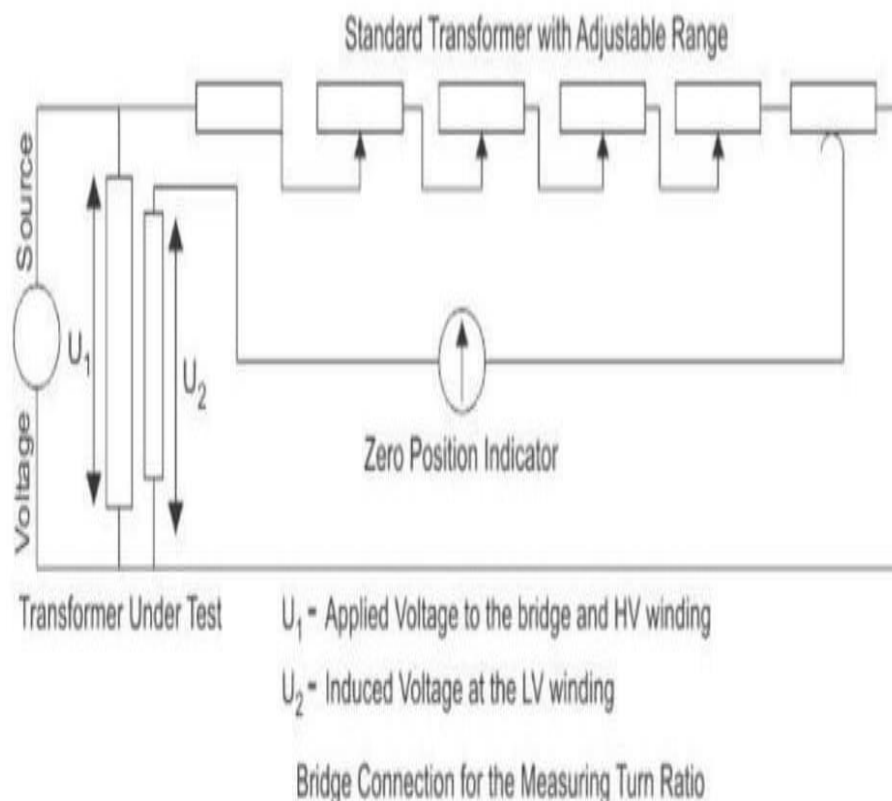 Standard Transformer with Adjustable Range
Voltage Source
U1
U2
Zero Position Indicator
Transformer Under Test
U1 - Applied Voltage to the bridge and HV winding
U2 - Induced Voltage at the LV winding
Bridge Connection for the Measuring Turn Ratio